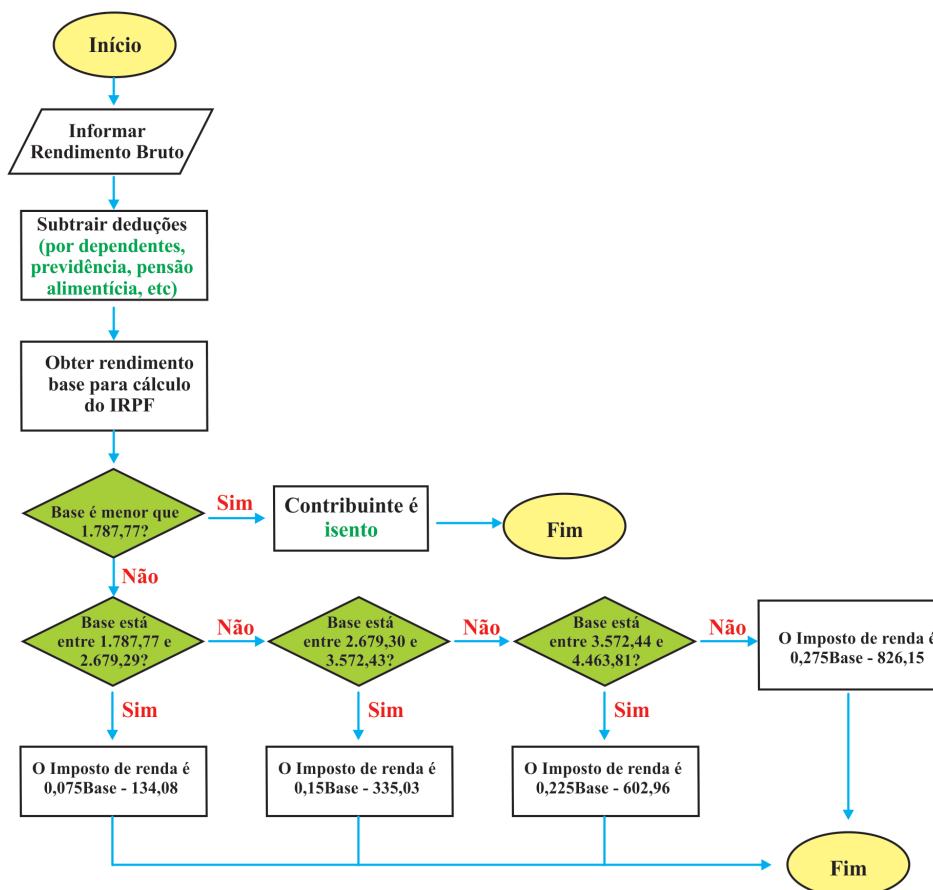 Início
Informar
Rendimento Bruto
Subtrair deduções
(por dependentes,
previdência, pensão
alimentícia, etc)
Obter rendimento
base para cálculo
do IRPF
Base é menor que
1.787,77?
Sim
Contribuinte é
isento
Fim
Não
Base está
entre 1.787,77 e
2.679,29?
Não
Base está
entre 2.679,30 e
3.572,43?
Não
Base está
entre 3.572,44 e
4.463,81?
Não
O Imposto de renda é
0,275Base - 826,15
Sim
Sim
Sim
O Imposto de renda é
0,075Base - 134,08
O Imposto de renda é
0,15Base - 335,03
O Imposto de renda é
0,225Base - 602,96
Fim